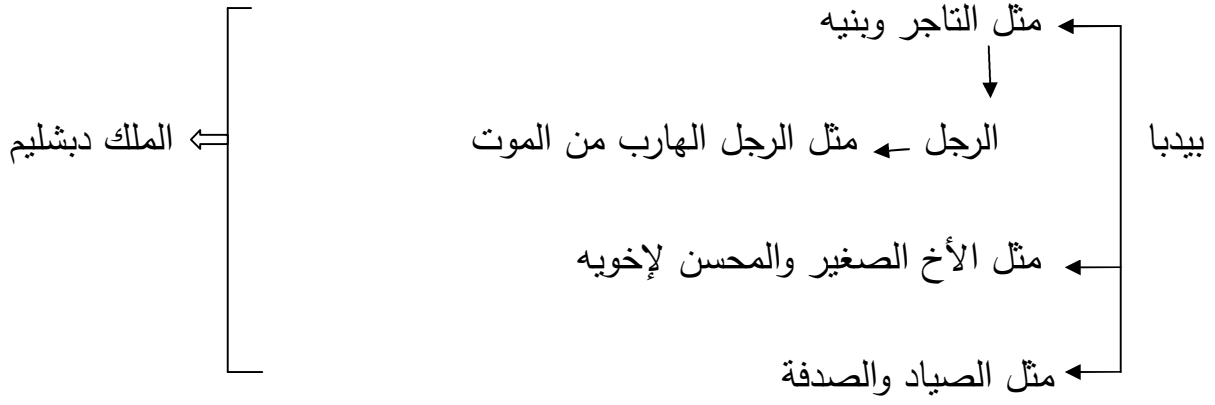 مثل التاجر وبنيه
بيدبا الرجل مثل الرجل الهارب من الموت الملك دبشليم
مثل الأخ الصغير والمحسن لإخويه
مثل الصياد والصدفة